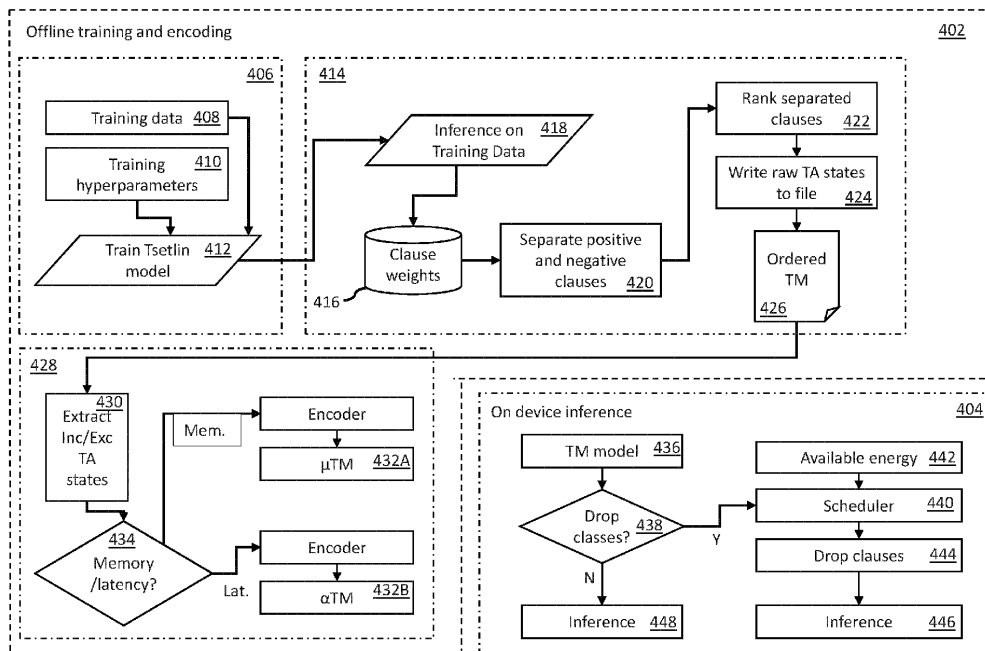 Offline training and encoding
402
406
Training data 408
Training 410
hyperparameters
Train Tsetlin 412
model
414
Inference on 418
Training Data
Clause
weights
416
Separate positive
and negative
clauses 420
Rank separated
clauses 422
Write raw TA states
to file 424
Ordered
TM
426
428
430
Extract
Inc/Exc
TA
states
Mem.
Encoder
µTM 432A
434
Memory
/latency?
Lat.
Encoder
αTM 432B
On device inference
404
TM model 436
Drop
classes? 438
Y
N
Inference 448
Available energy 442
Scheduler 440
Drop clauses 444
Inference 446